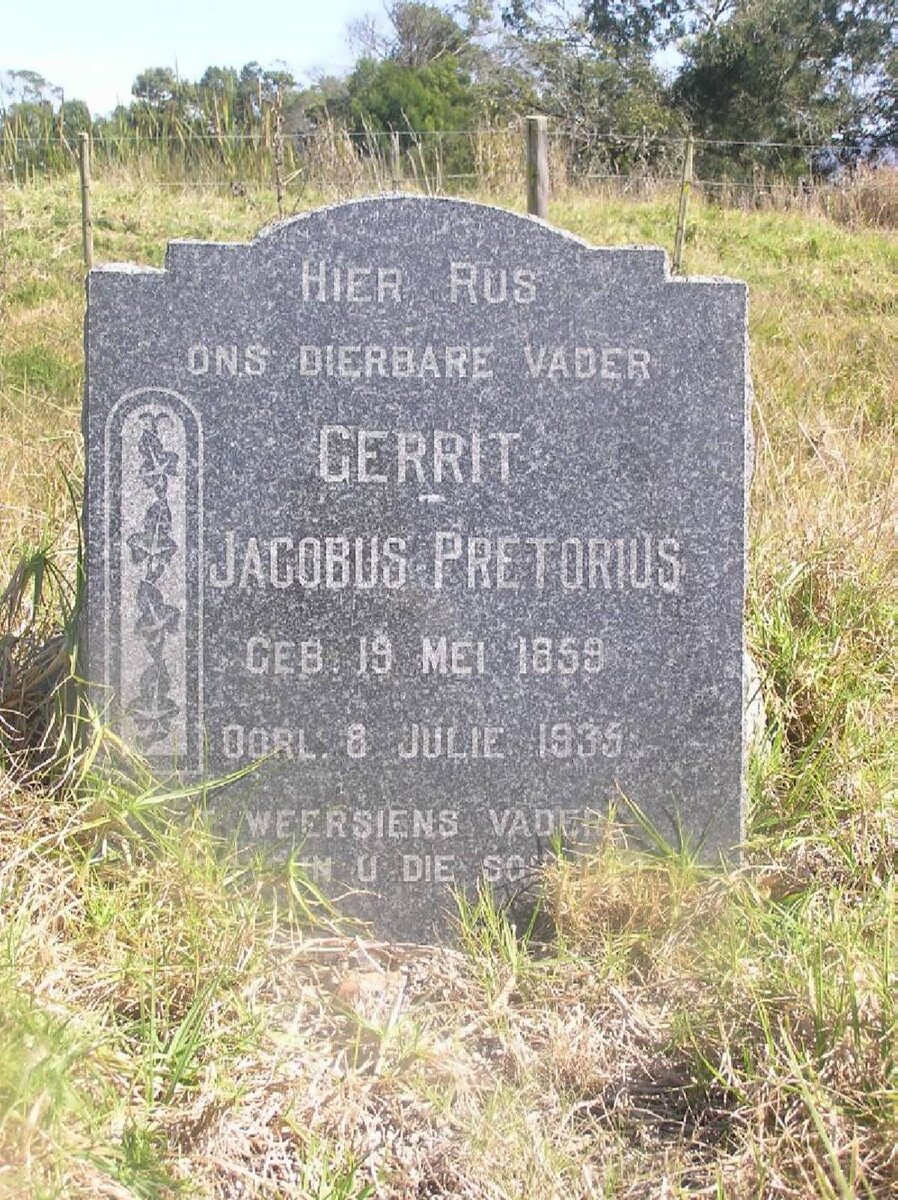 HIER RUS
ONS DIERBARE VADER
GERRIT
JACOBUS PRETORIUS
GEB. 19 MEI 1859
OORL. 8 JULIE 1935
WEERSIENS VADER
U DIE